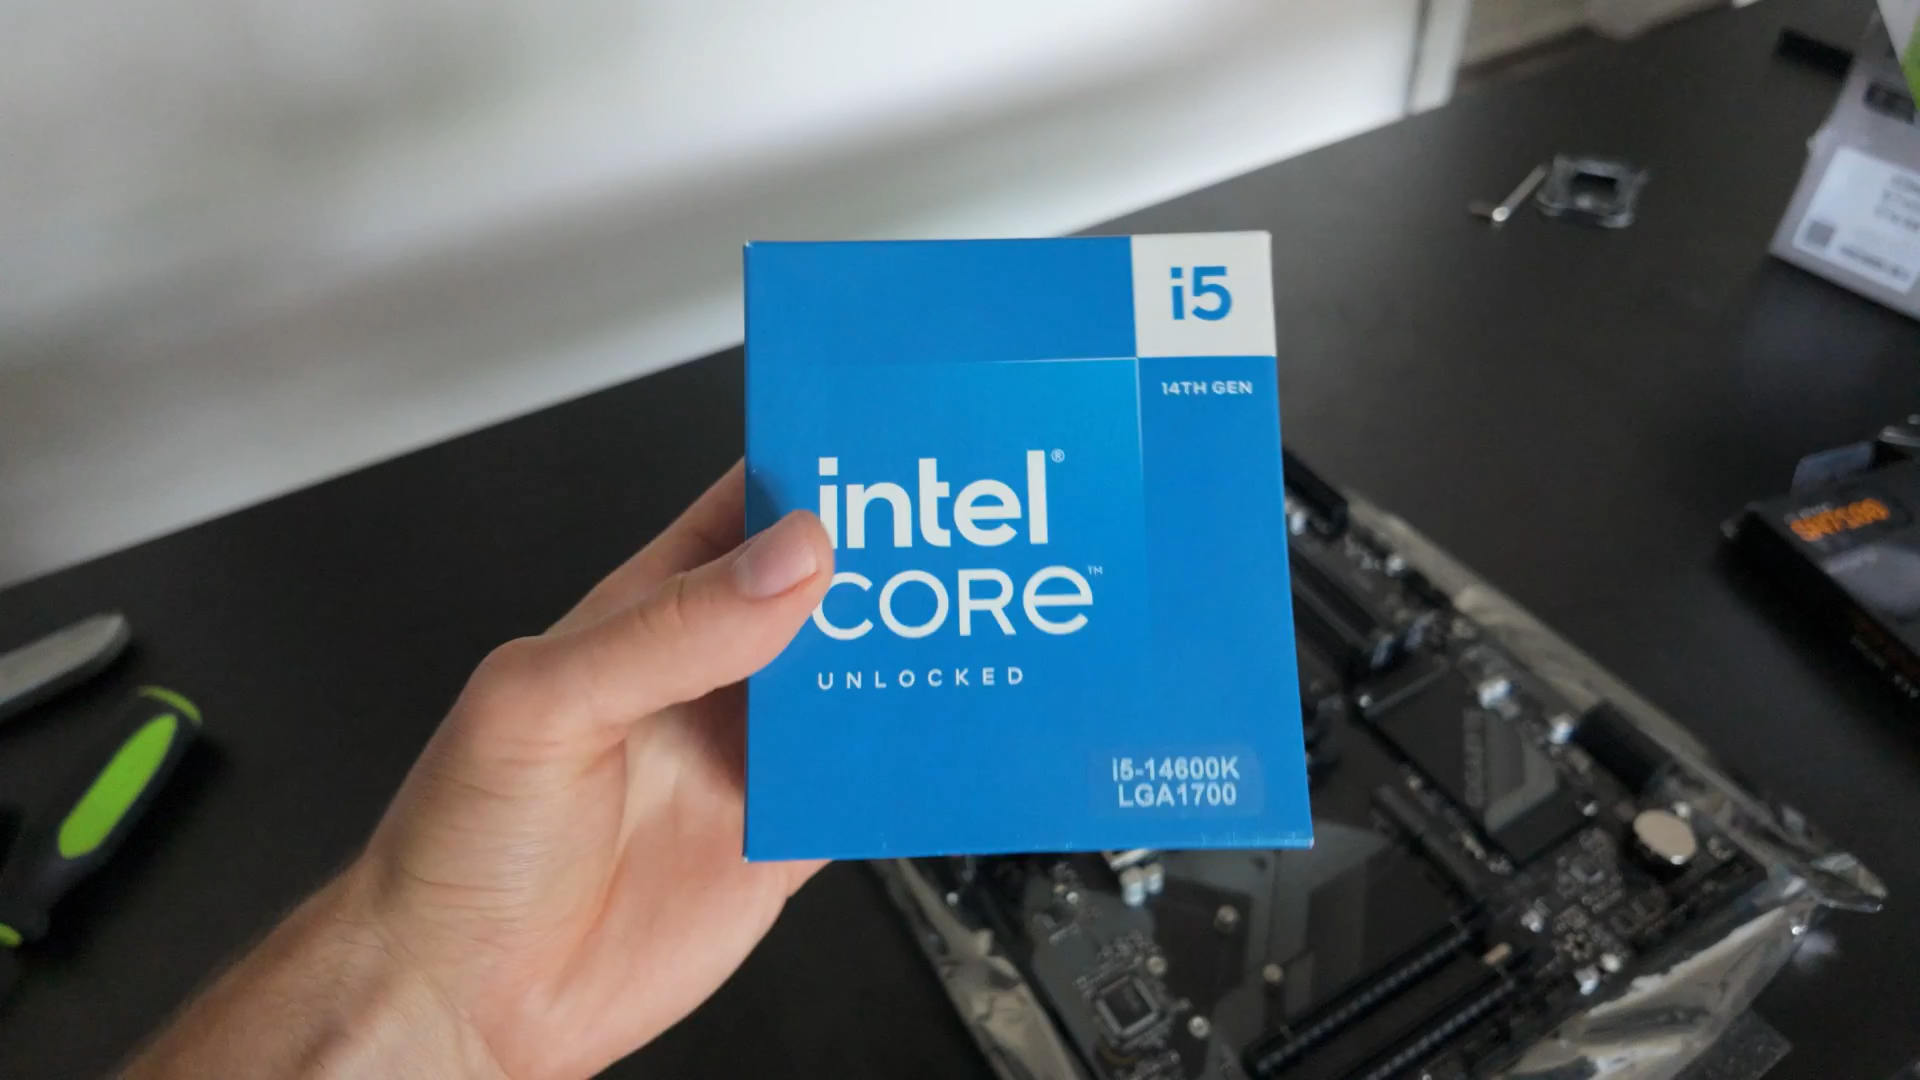 i5
14TH GEN
intel®
CORE™
UNLOCKED
i5-14600K
LGA1700